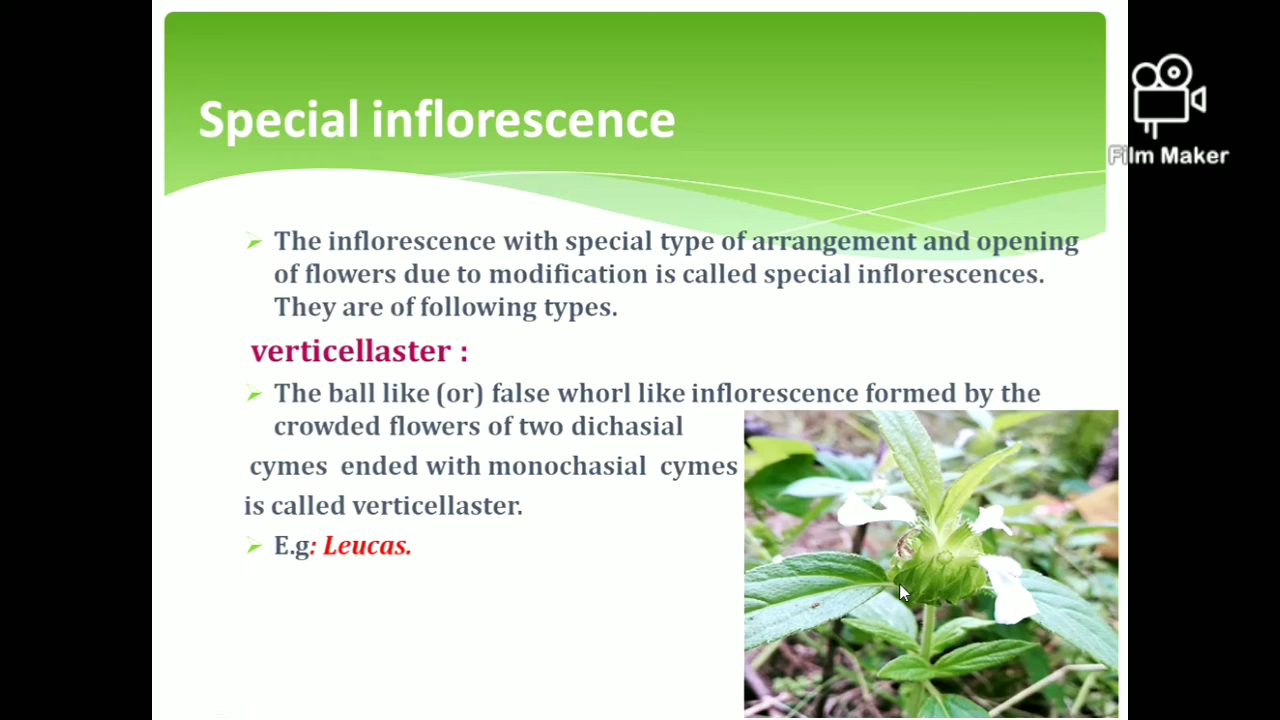 Special inflorescence
Film Maker
The inflorescence with special type of arrangement and opening
of flowers due to modification is called special inflorescences.
They are of following types.
verticellaster :
The ball like (or) false whorl like inflorescence formed by the
crowded flowers of two dichasial
cymes ended with monochasial cymes
is called verticellaster.
E.g: Leucas.